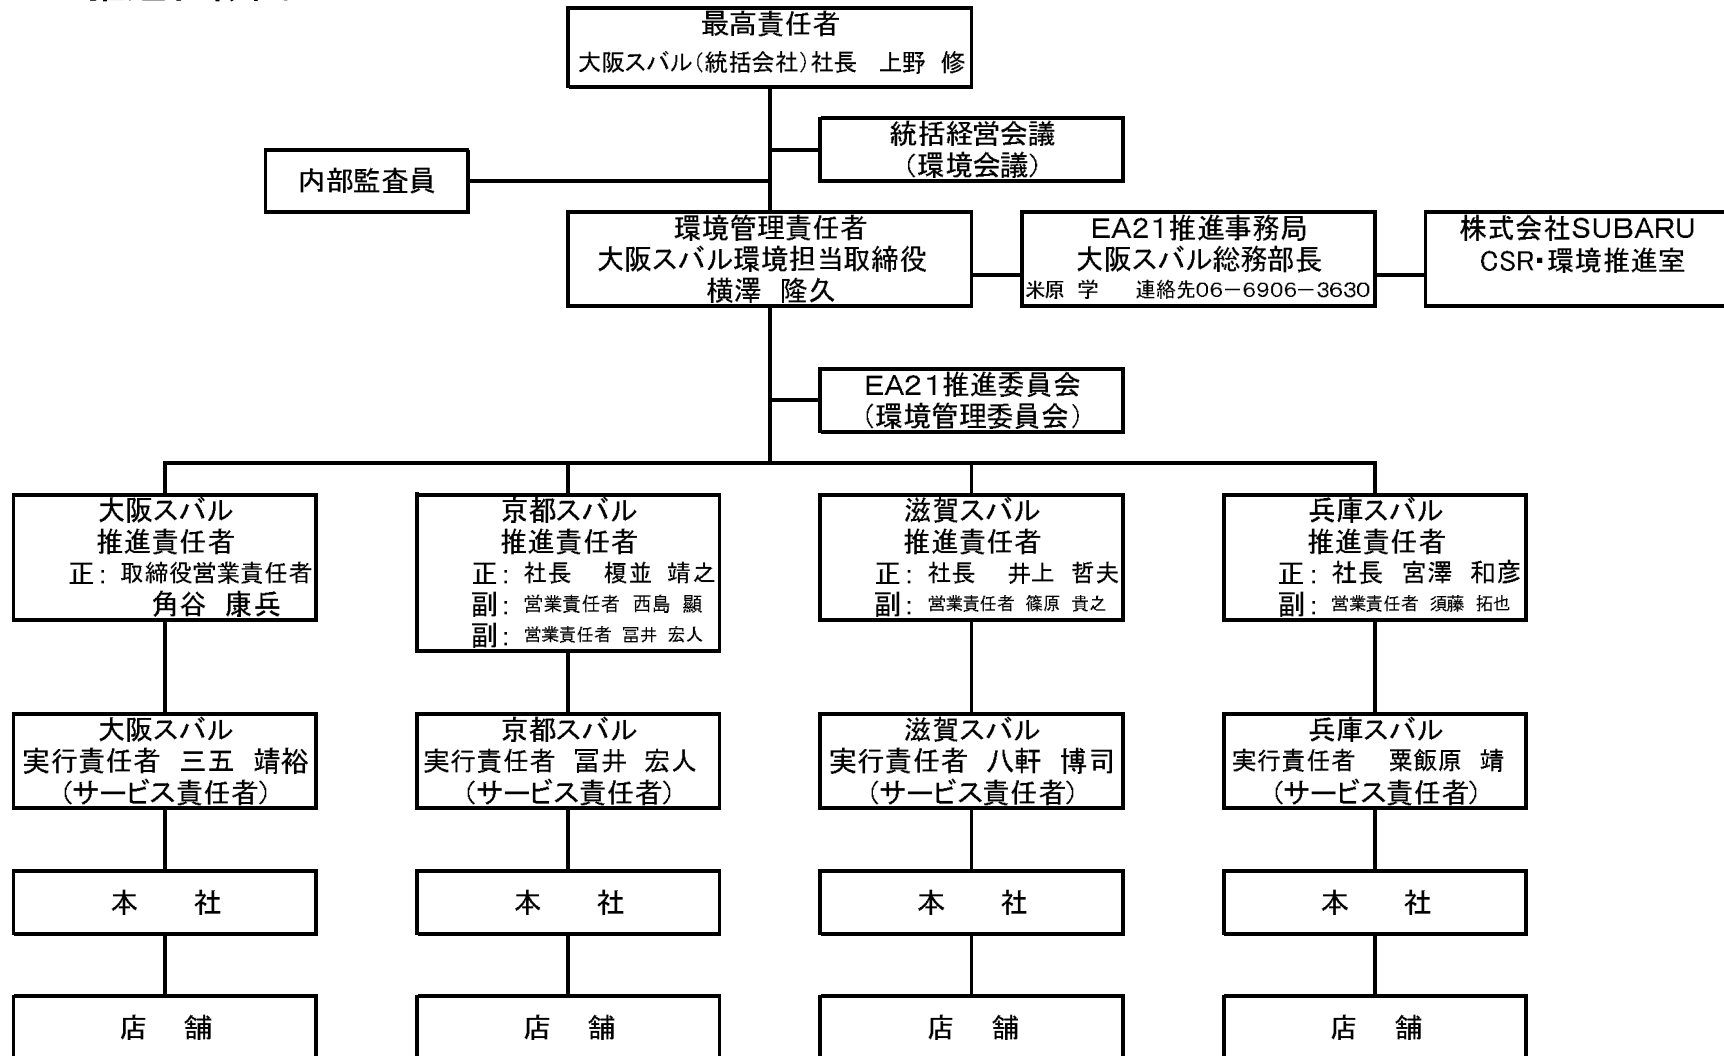 最高責任者
大阪スバル(統括会社)社長　上野 修
統括経営会議
(環境会議)
内部監査員
環境管理責任者
大阪スバル環境担当取締役
横澤 隆久
EA21推進事務局
大阪スバル総務部長
米原 学　連絡先06-6906-3630
株式会社SUBARU
CSR・環境推進室
EA21推進委員会
(環境管理委員会)
大阪スバル
推進責任者
正: 取締役営業責任者
角谷 康兵
京都スバル
推進責任者
正: 社長　榎並 靖之
副: 営業責任者 西島 顯
副: 営業責任者 冨井 宏人
滋賀スバル
推進責任者
正: 社長　井上 哲夫
副: 営業責任者 篠原 貴之
兵庫スバル
推進責任者
正: 社長 宮澤 和彦
副: 営業責任者 須藤 拓也
大阪スバル
実行責任者 三五 靖裕
(サービス責任者)
京都スバル
実行責任者 冨井 宏人
(サービス責任者)
滋賀スバル
実行責任者 八軒 博司
(サービス責任者)
兵庫スバル
実行責任者　粟飯原 靖
(サービス責任者)
本　社
本　社
本　社
本　社
店　舗
店　舗
店　舗
店　舗